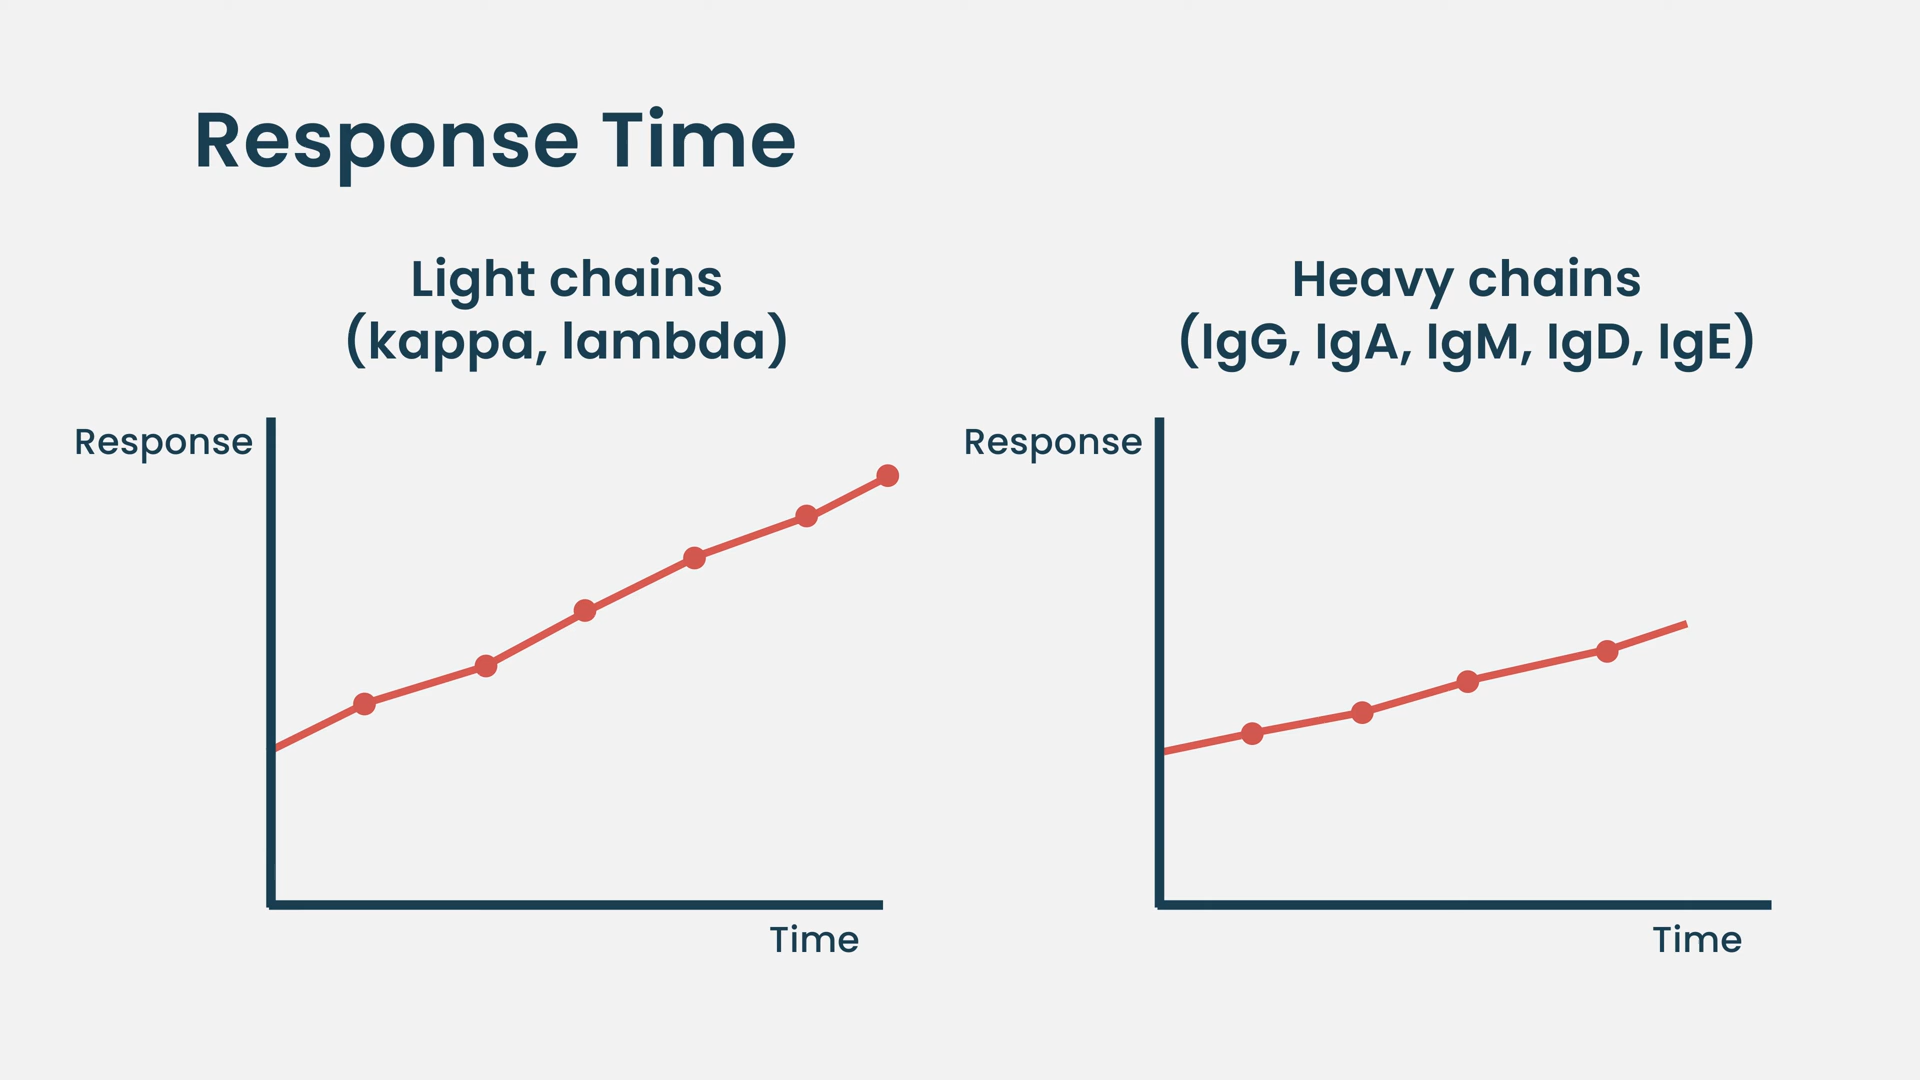 Response Time
Light chains
(kappa, lambda)
Response
Time
Heavy chains
(IgG, IgA, IgM, IgD, IgE)
Response
Time